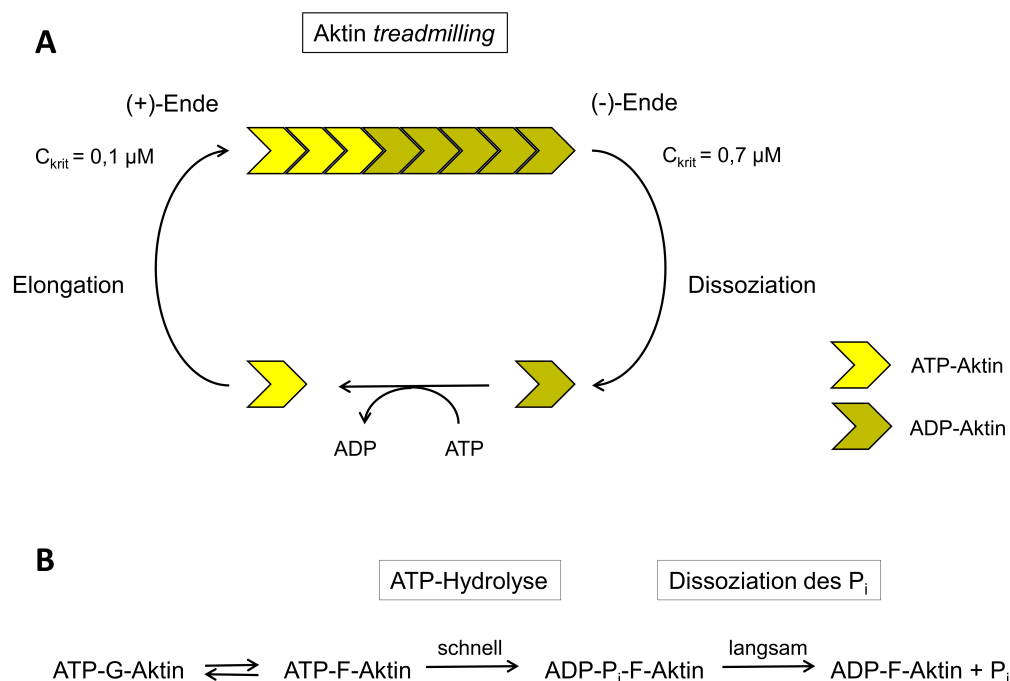 A
Aktin treadmilling
(+)-Ende
(-)-Ende
Ckrit = 0,1 µM
Ckrit = 0,7 µM
Elongation
Dissoziation
ATP-Aktin
ADP-Aktin
ADP
ATP
B
ATP-Hydrolyse
Dissoziation des Pi
schnell
langsam
ATP-G-Aktin
ATP-F-Aktin
ADP-Pi-F-Aktin
ADP-F-Aktin + Pi